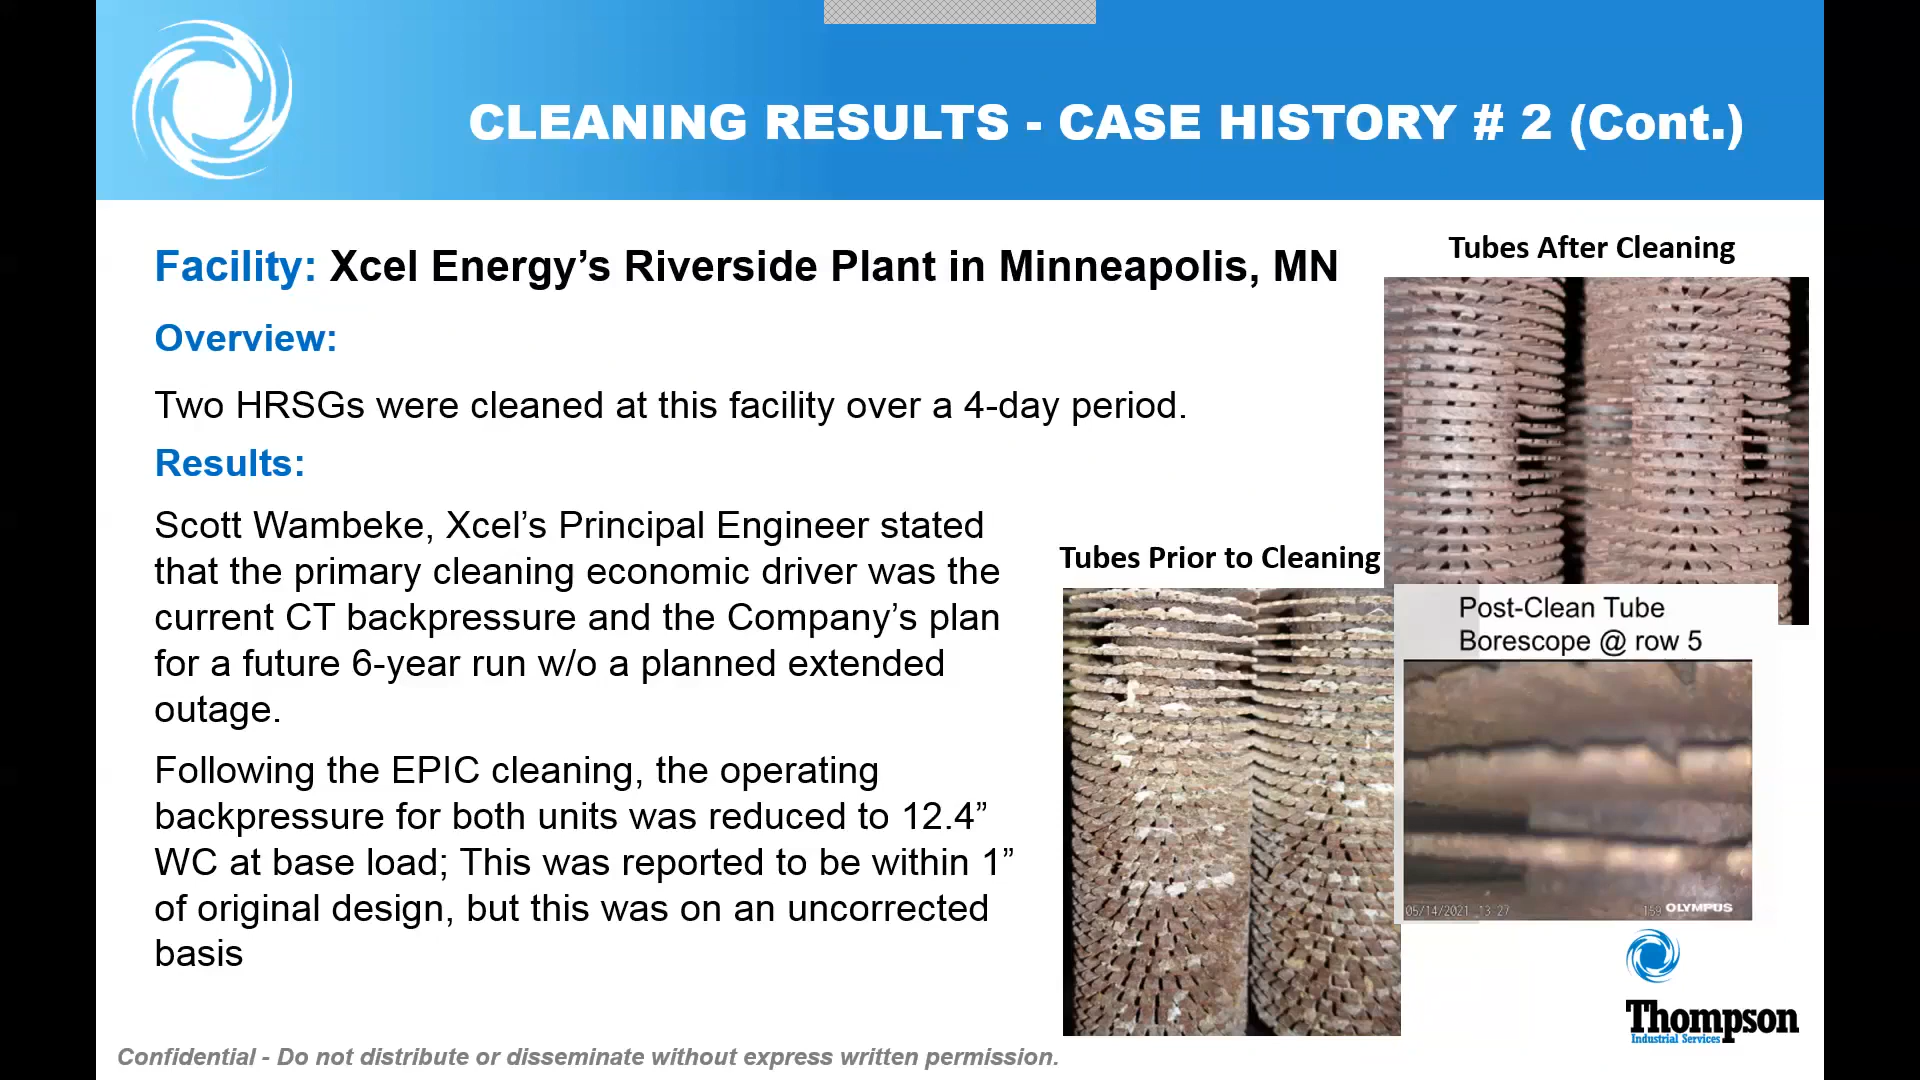 CLEANING RESULTS - CASE HISTORY # 2 (Cont.)
Facility: Xcel Energy’s Riverside Plant in Minneapolis, MN
Overview:
Two HRSGs were cleaned at this facility over a 4-day period.
Results:
Scott Wambeke, Xcel’s Principal Engineer stated
that the primary cleaning economic driver was the
current CT backpressure and the Company’s plan
for a future 6-year run w/o a planned extended
outage.
Following the EPIC cleaning, the operating
backpressure for both units was reduced to 12.4”
WC at base load; This was reported to be within 1”
of original design, but this was on an uncorrected
basis
Tubes After Cleaning
Tubes Prior to Cleaning
Post-Clean Tube
Borescope @ row 5
05/14/2021 13:27
159 OLYMPUS
Thompson
Industrial Services
Confidential - Do not distribute or disseminate without express written permission.